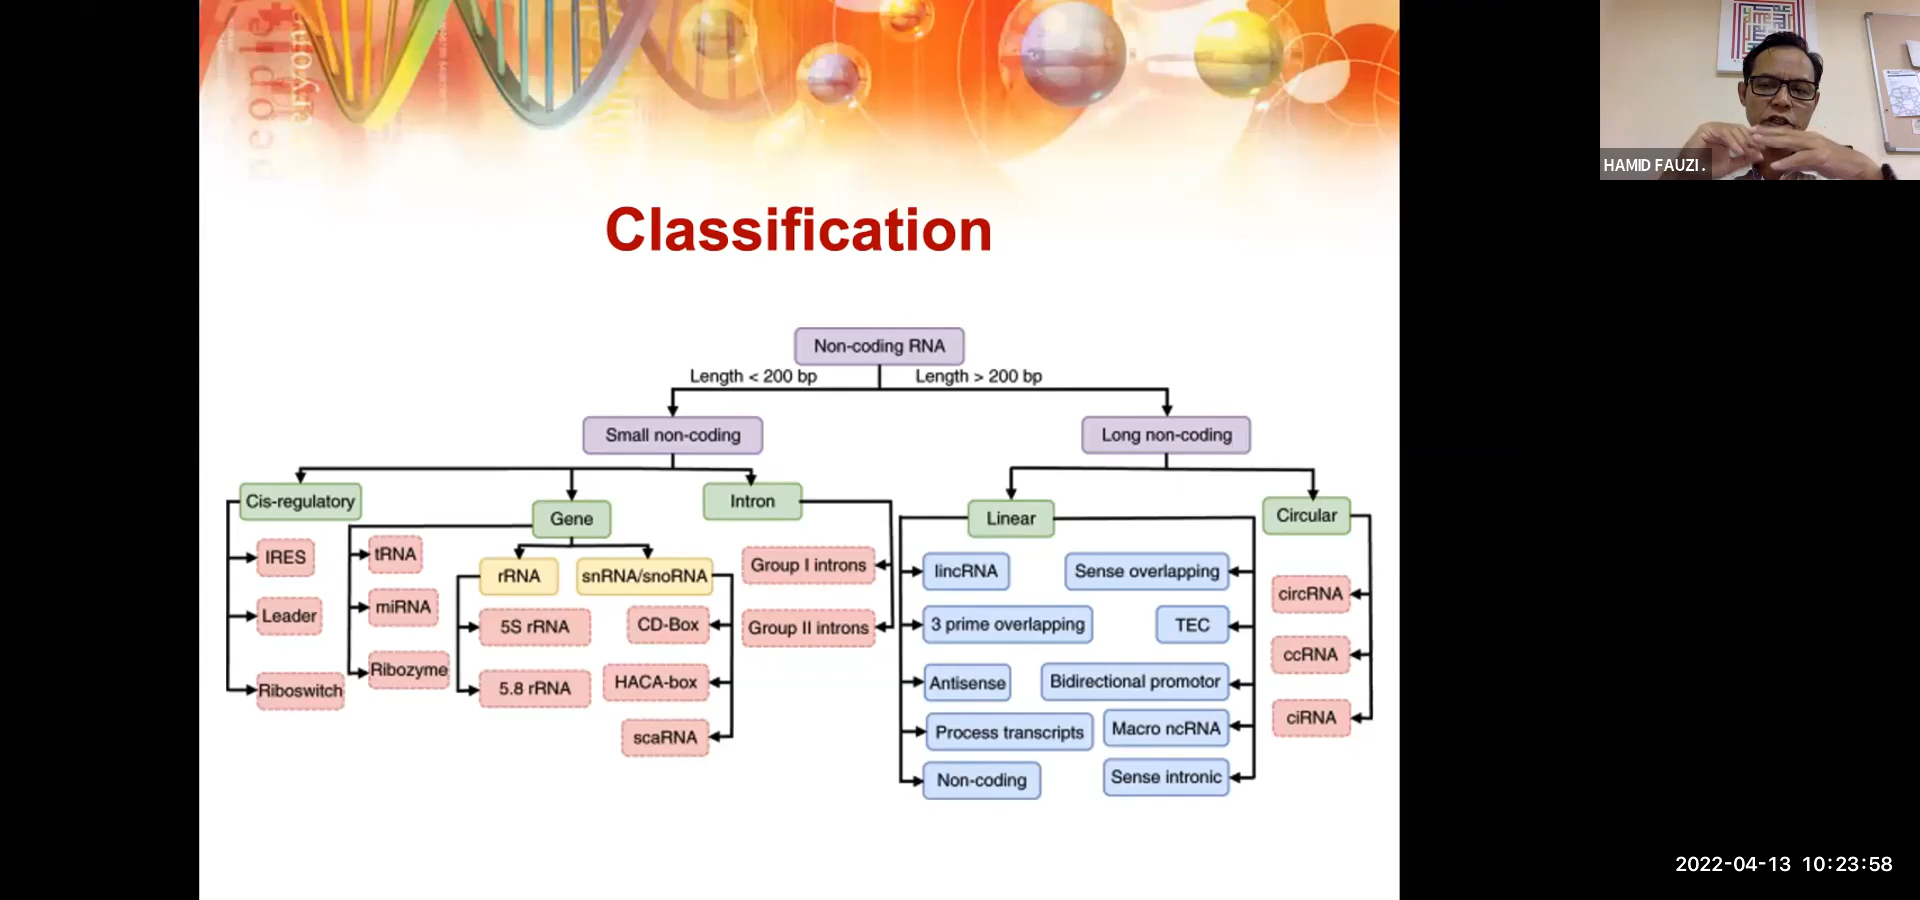 people
eryone
HAMID FAUZI.
Classification
Non-coding RNA
Length < 200 bp
Length > 200 bp
Small non-coding
Long non-coding
Cis-regulatory
Gene
Intron
Linear
Circular
IRES
Leader
Riboswitch
tRNA
miRNA
Ribozyme
rRNA
5S rRNA
5.8 rRNA
snRNA/snoRNA
CD-Box
HACA-box
scaRNA
Group I introns
Group II introns
lincRNA
3 prime overlapping
Antisense
Process transcripts
Non-coding
Sense overlapping
TEC
Bidirectional promotor
Macro ncRNA
Sense intronic
circRNA
ccRNA
ciRNA
2022-04-13 10:23:58